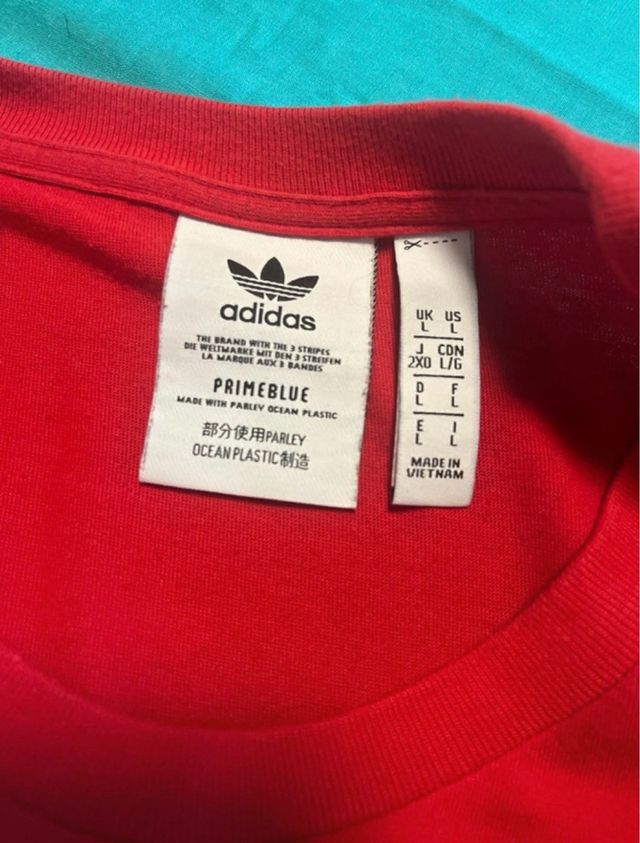 adidas
THE BRAND WITH THE 3 STRIPES
DIE WELTMARKE MIT DEN 3 STREIFEN
LA MARQUE AUX 3 BANDES
PRIMEBLUE
MADE WITH PARLEY OCEAN PLASTIC
部分使用PARLEY
OCEAN PLASTIC制造
UK US
L L
J CDN
2XO L/G
D F
L L
E I
L L
MADE IN
VIETNAM